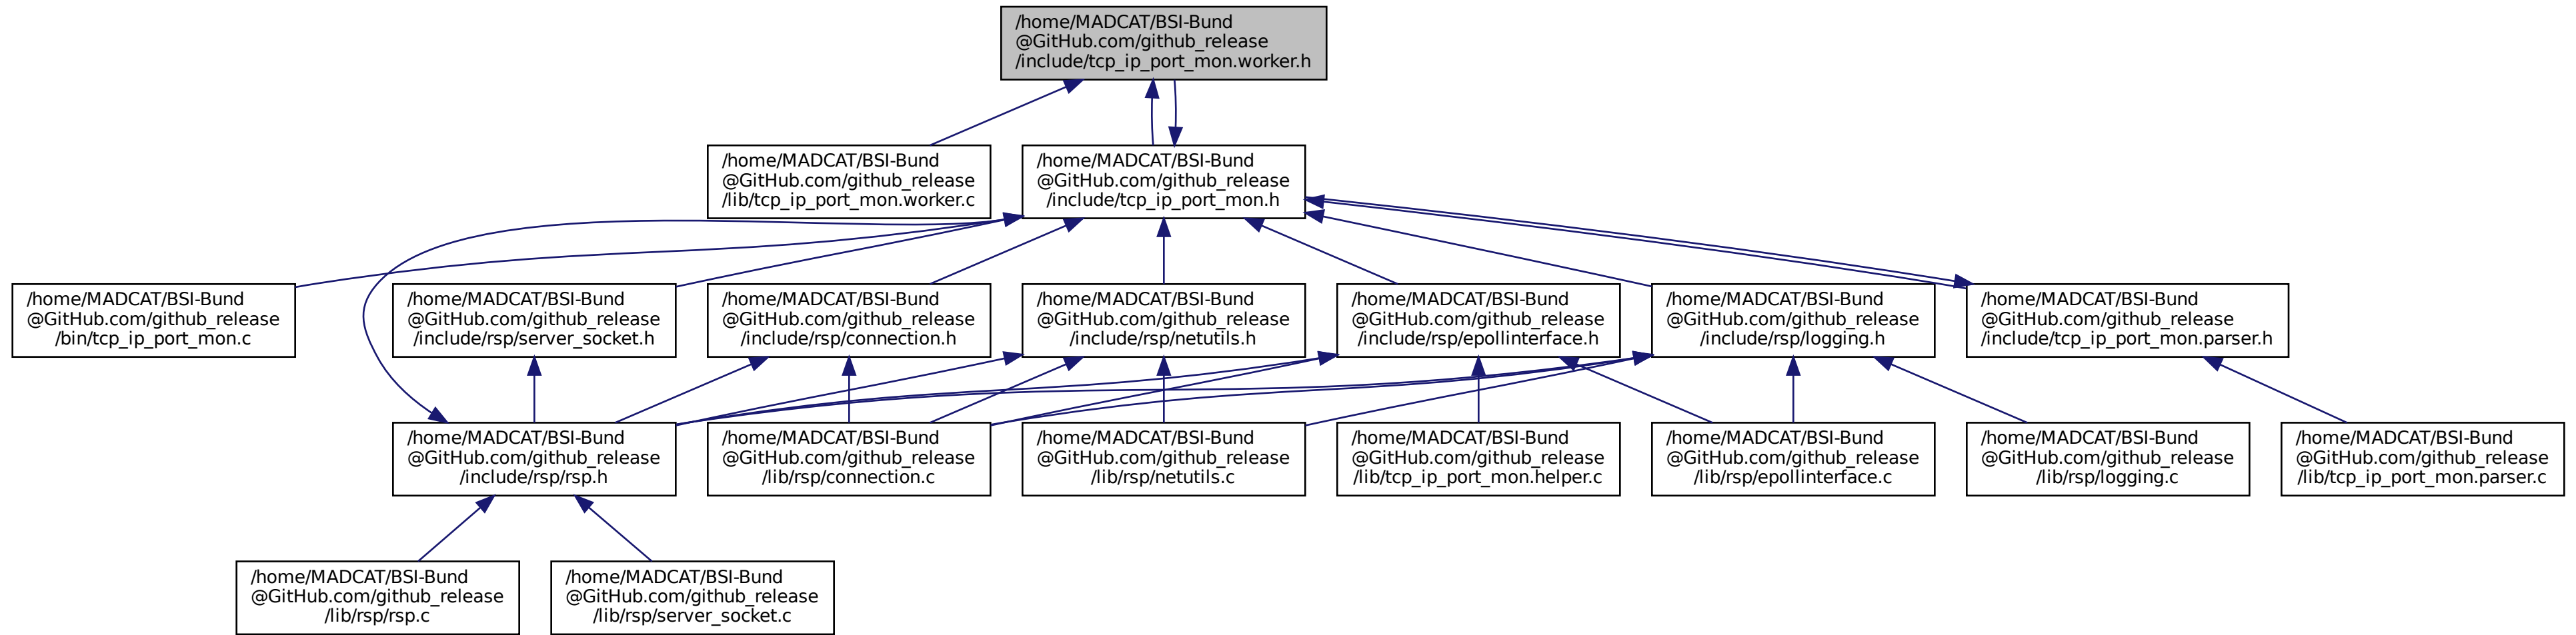 /home/MADCAT/BSI-Bund
@GitHub.com/github_release
/include/tcp_ip_port_mon.worker.h
/home/MADCAT/BSI-Bund
@GitHub.com/github_release
/lib/tcp_ip_port_mon.worker.c
/home/MADCAT/BSI-Bund
@GitHub.com/github_release
/include/tcp_ip_port_mon.h
/home/MADCAT/BSI-Bund
@GitHub.com/github_release
/bin/tcp_ip_port_mon.c
/home/MADCAT/BSI-Bund
@GitHub.com/github_release
/include/rsp/server_socket.h
/home/MADCAT/BSI-Bund
@GitHub.com/github_release
/include/rsp/connection.h
/home/MADCAT/BSI-Bund
@GitHub.com/github_release
/include/rsp/netutils.h
/home/MADCAT/BSI-Bund
@GitHub.com/github_release
/include/rsp/epollinterface.h
/home/MADCAT/BSI-Bund
@GitHub.com/github_release
/include/rsp/logging.h
/home/MADCAT/BSI-Bund
@GitHub.com/github_release
/include/tcp_ip_port_mon.parser.h
/home/MADCAT/BSI-Bund
@GitHub.com/github_release
/include/rsp/rsp.h
/home/MADCAT/BSI-Bund
@GitHub.com/github_release
/lib/rsp/connection.c
/home/MADCAT/BSI-Bund
@GitHub.com/github_release
/lib/rsp/netutils.c
/home/MADCAT/BSI-Bund
@GitHub.com/github_release
/lib/tcp_ip_port_mon.helper.c
/home/MADCAT/BSI-Bund
@GitHub.com/github_release
/lib/rsp/epollinterface.c
/home/MADCAT/BSI-Bund
@GitHub.com/github_release
/lib/rsp/logging.c
/home/MADCAT/BSI-Bund
@GitHub.com/github_release
/lib/tcp_ip_port_mon.parser.c
/home/MADCAT/BSI-Bund
@GitHub.com/github_release
/lib/rsp/rsp.c
/home/MADCAT/BSI-Bund
@GitHub.com/github_release
/lib/rsp/server_socket.c